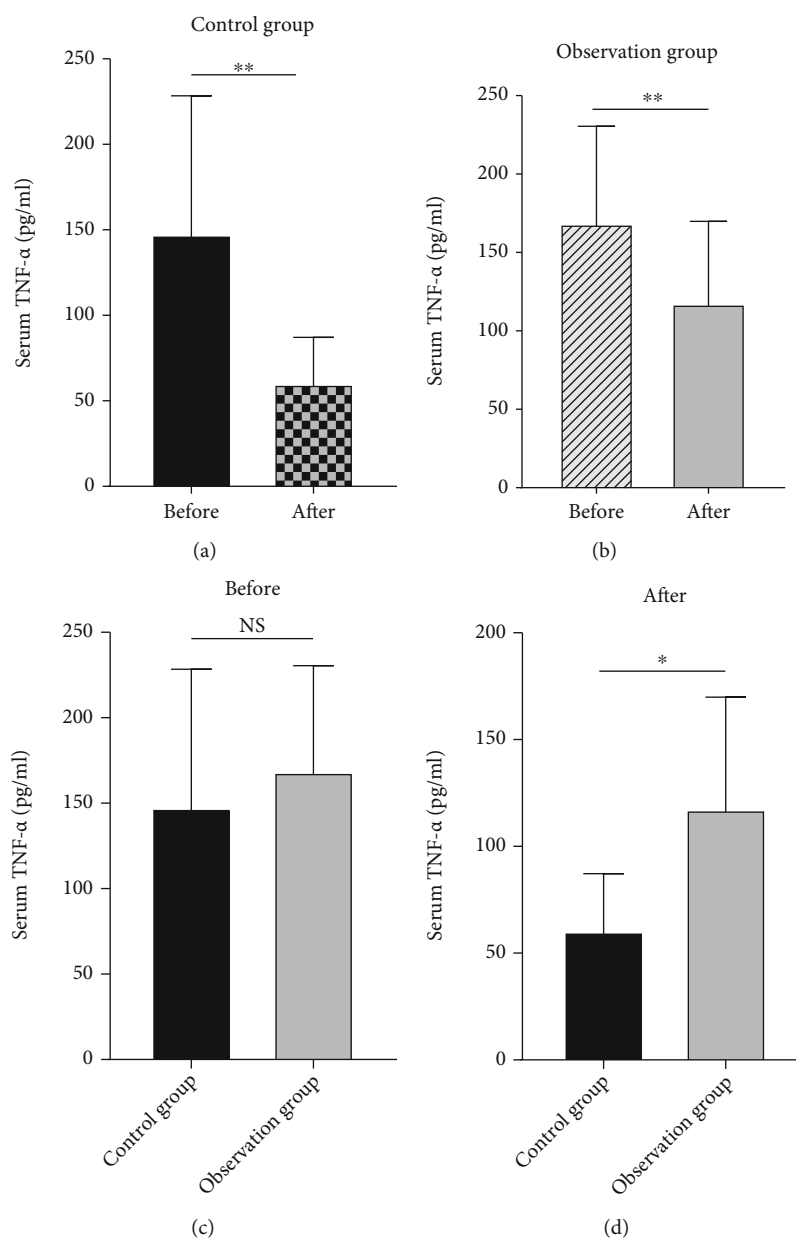 Control group
250
200
150
100
50
0
Serum TNF-α (pg/ml)
**
Before
After
(a)
Observation group
250
200
150
100
50
0
Serum TNF-α (pg/ml)
**
Before
After
(b)
Before
250
200
150
100
50
0
Serum TNF-α (pg/ml)
NS
Control group
Observation group
(c)
After
200
150
100
50
0
Serum TNF-α (pg/ml)
*
Control group
Observation group
(d)